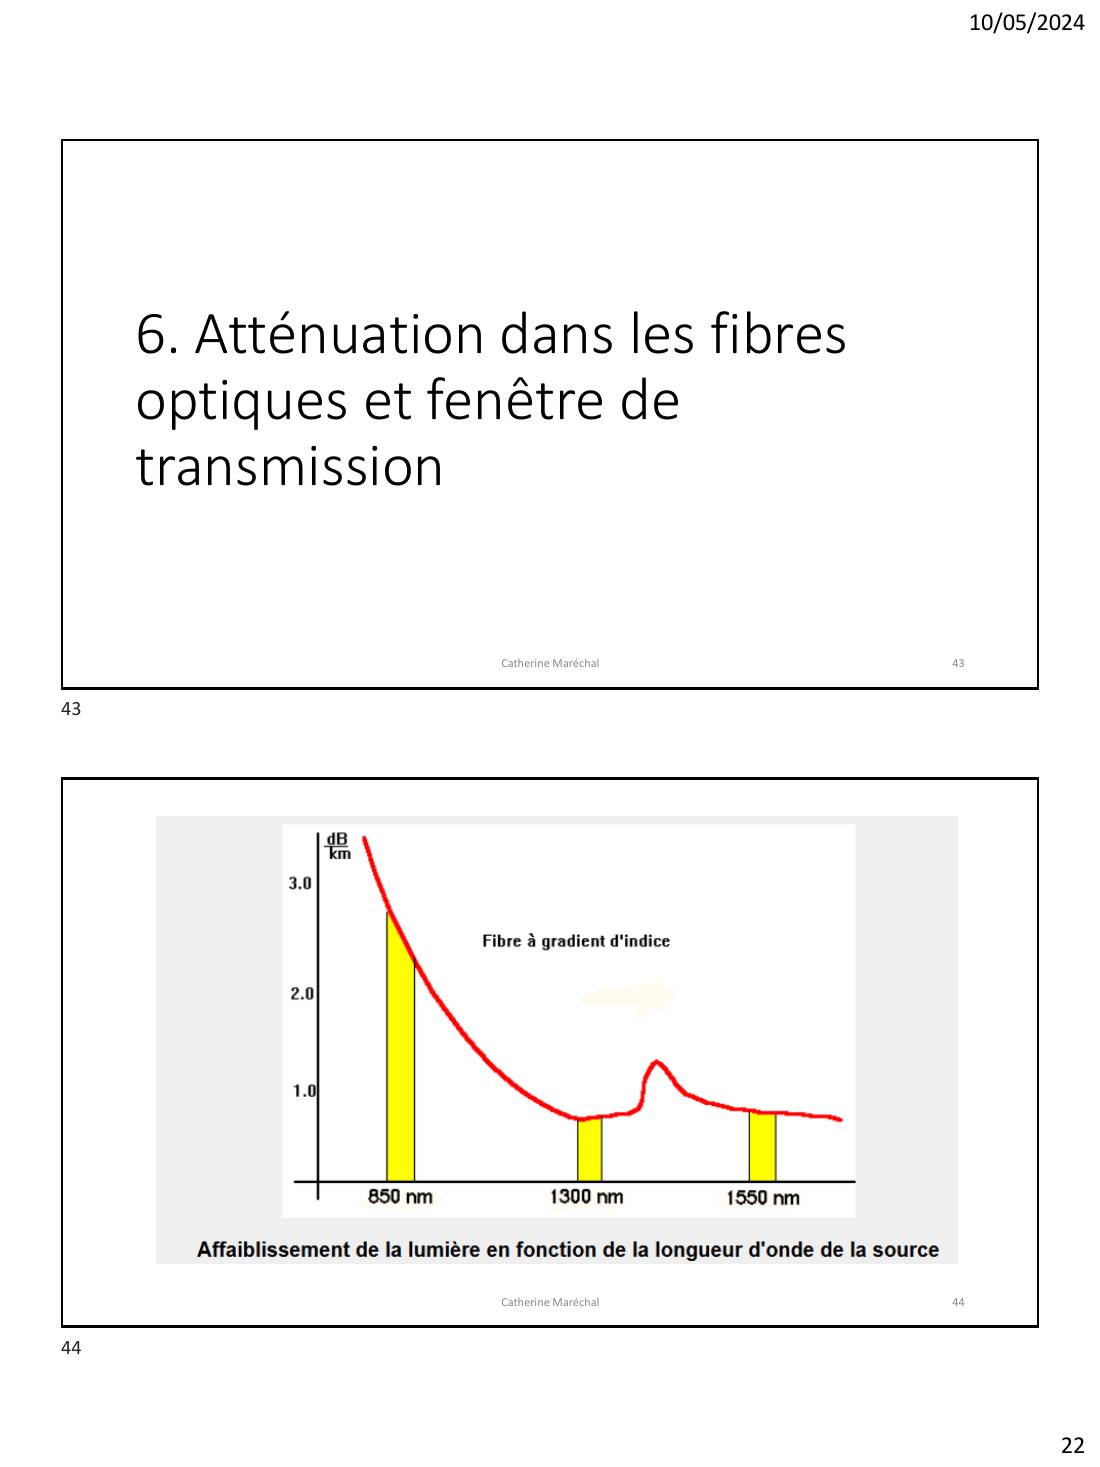 10/05/2024
6. Atténuation dans les fibres
optiques et fenêtre de
transmission
Catherine Maréchal
43
43
dB
km
3.0
Fibre à gradient d'indice
2.0
1.0
850 nm
1300 nm
1550 nm
Affaiblissement de la lumière en fonction de la longueur d'onde de la source
Catherine Maréchal
44
44
22